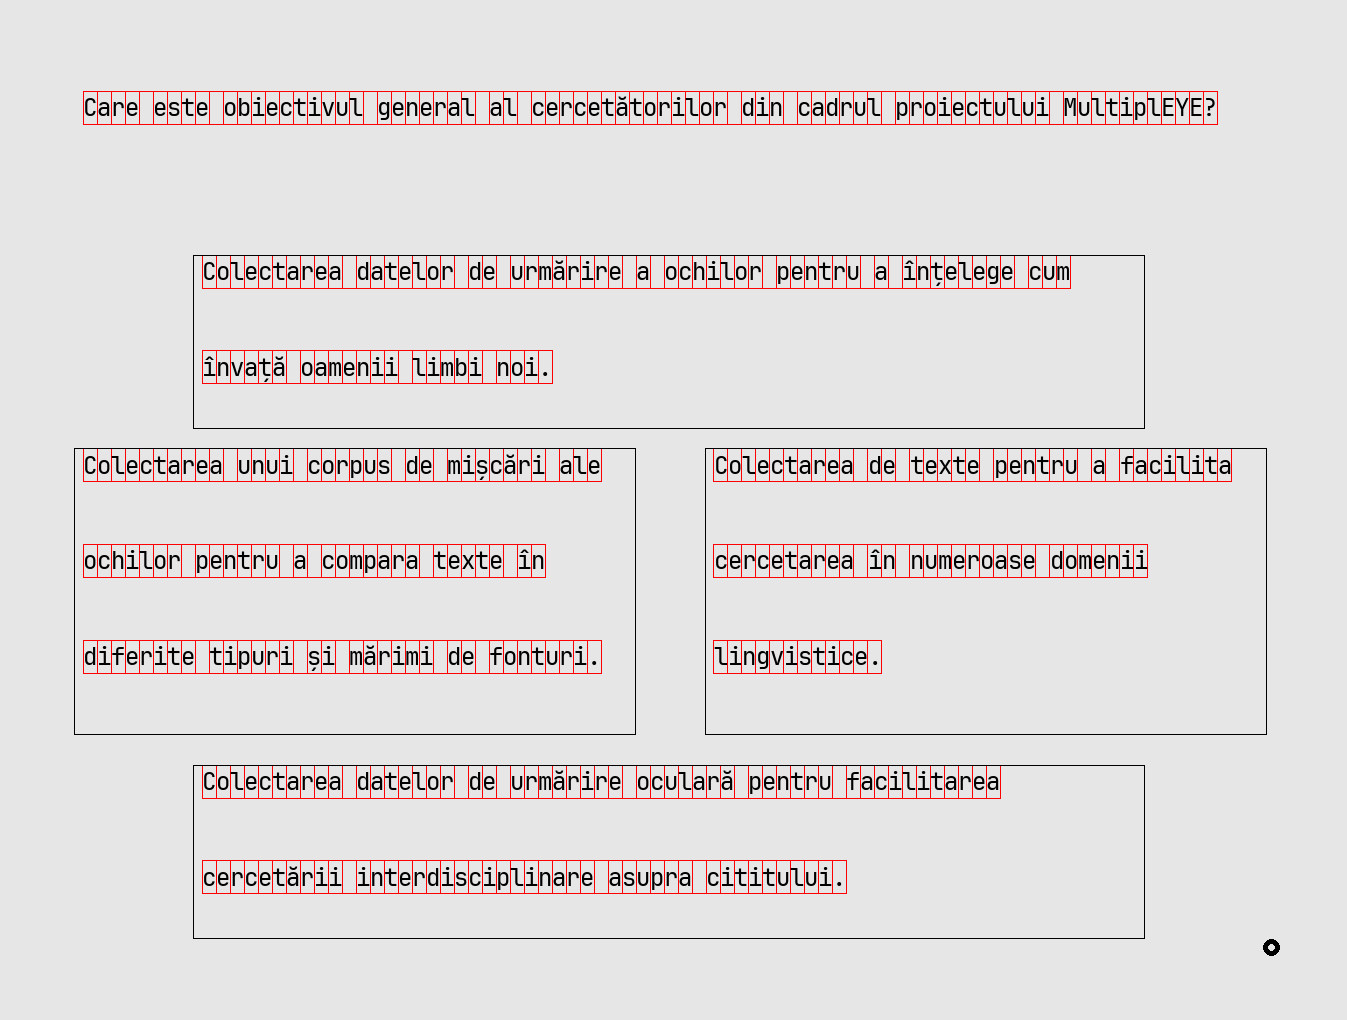 Care este obiectivul general al cercetătorilor din cadrul proiectului MultiplEYE?
Colectarea datelor de urmărire a ochilor pentru a înțelege cum
învață oamenii limbi noi.
Colectarea unui corpus de mișcări ale
ochilor pentru a compara texte în
diferite tipuri și mărimi de fonturi.
Colectarea de texte pentru a facilita
cercetarea în numeroase domenii
lingvistice.
Colectarea datelor de urmărire oculară pentru facilitarea
cercetării interdisciplinare asupra cititului.